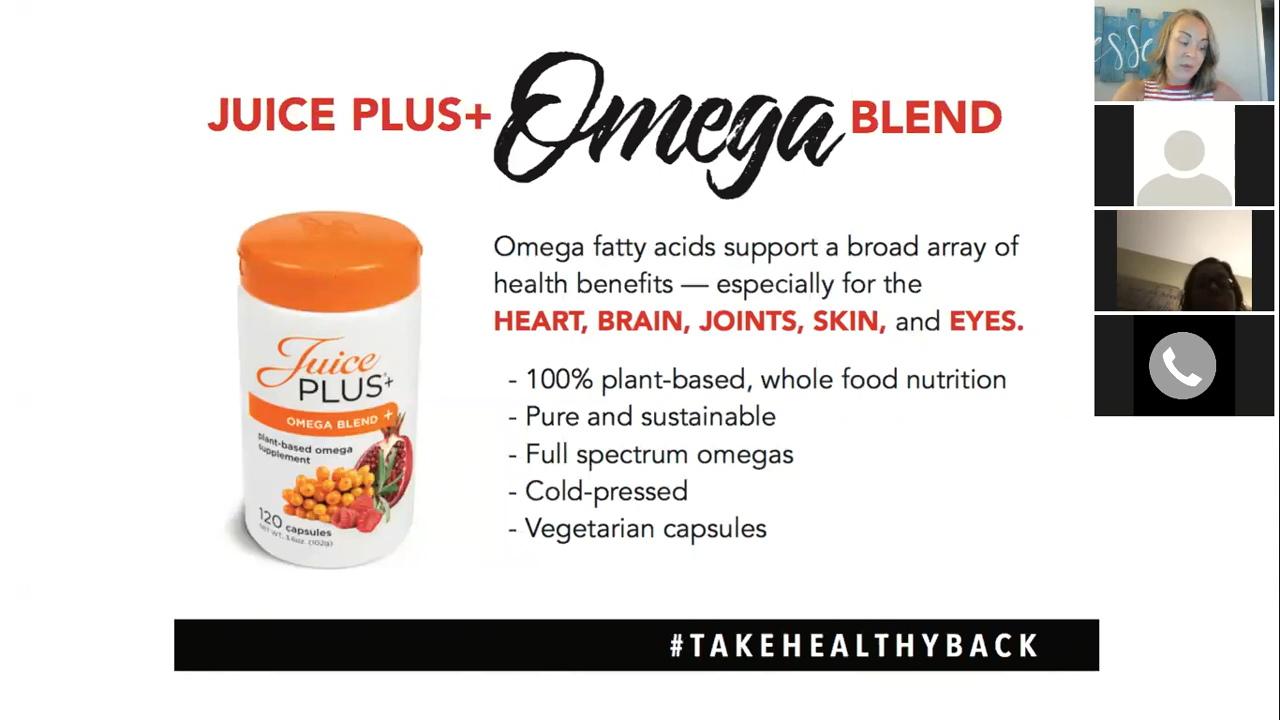 JUICE PLUS+ Omega BLEND
Omega fatty acids support a broad array of
health benefits — especially for the
HEART, BRAIN, JOINTS, SKIN, and EYES.
- 100% plant-based, whole food nutrition
- Pure and sustainable
- Full spectrum omegas
- Cold-pressed
- Vegetarian capsules
Juice
PLUS+
OMEGA BLEND +
plant-based omega
supplement
120 capsules
NET WT. 3.6oz. (102g)
#TAKEHEALTHYBACK